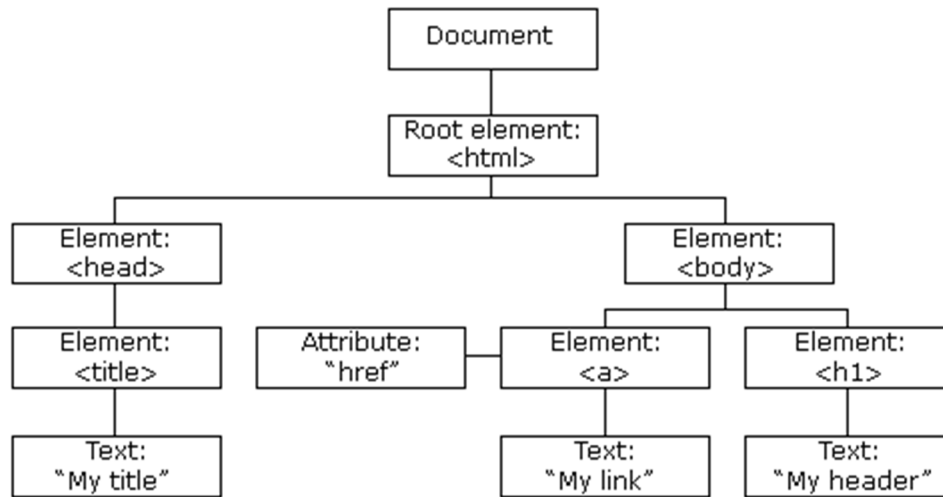 Document
Root element:
<html>
Element:
<head>
Element:
<body>
Element:
<title>
Attribute:
“href”
Element:
<a>
Element:
<h1>
Text:
“My title”
Text:
“My link”
Text:
“My header”